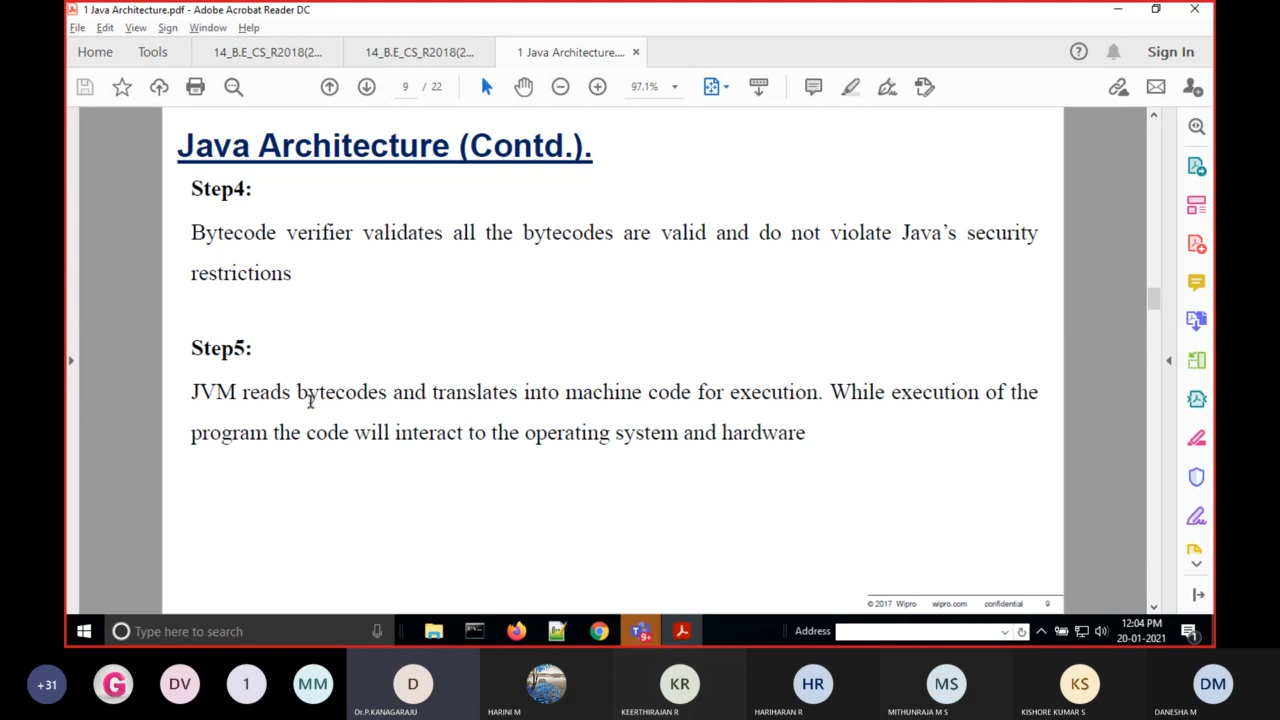 1 Java Architecture.pdf - Adobe Acrobat Reader DC
File Edit View Sign Window Help
Home Tools 14_B.E_CS_R2018(2... 14_B.E_CS_R2018(2... 1 Java Architecture.... × Sign In
9 / 22 97.1%
Java Architecture (Contd.).
Step4:
Bytecode verifier validates all the bytecodes are valid and do not violate Java's security
restrictions
Step5:
JVM reads bytecodes and translates into machine code for execution. While execution of the
program the code will interact to the operating system and hardware
© 2017 Wipro wipro.com confidential 9
Type here to search 9+ Address 12:04 PM
20-01-2021 1
+31 G DV 1 MM D KR HR MS KS DM
Dr.P.KANAGARAJU HARINI M KEERTHIRAJAN R HARIHARAN R MITHUNRAJA M S KISHORE KUMAR S DANESHA M